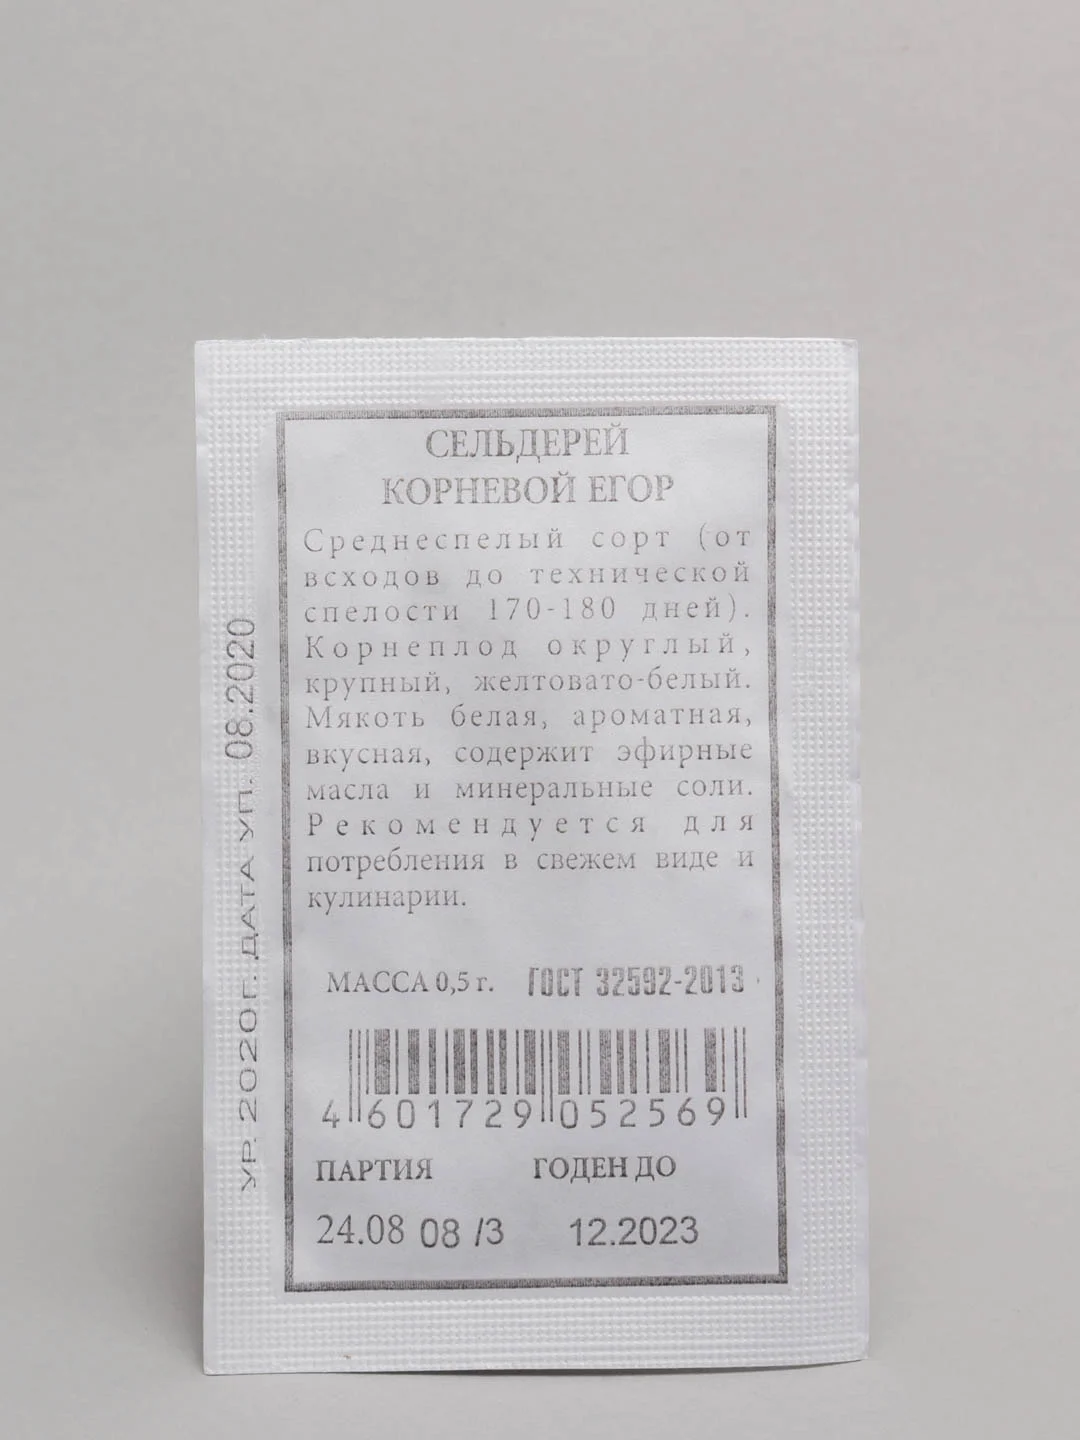 СЕЛЬДЕРЕЙ
КОРНЕВОЙ ЕГОР
Среднеспелый сорт (от
всходов до технической
спелости 170-180 дней).
Корнеплод округлый,
крупный, желтовато-белый.
Мякоть белая, ароматная,
вкусная, содержит эфирные
масла и минеральные соли.
Рекомендуется для
потребления в свежем виде и
кулинарии.
МАССА 0,5 г. ГОСТ 32592-2013
4 601729 052569
ПАРТИЯ ГОДЕН ДО
24.08 08 /3 12.2023
УР. 2020 Г. ДАТА УП. 08.2020